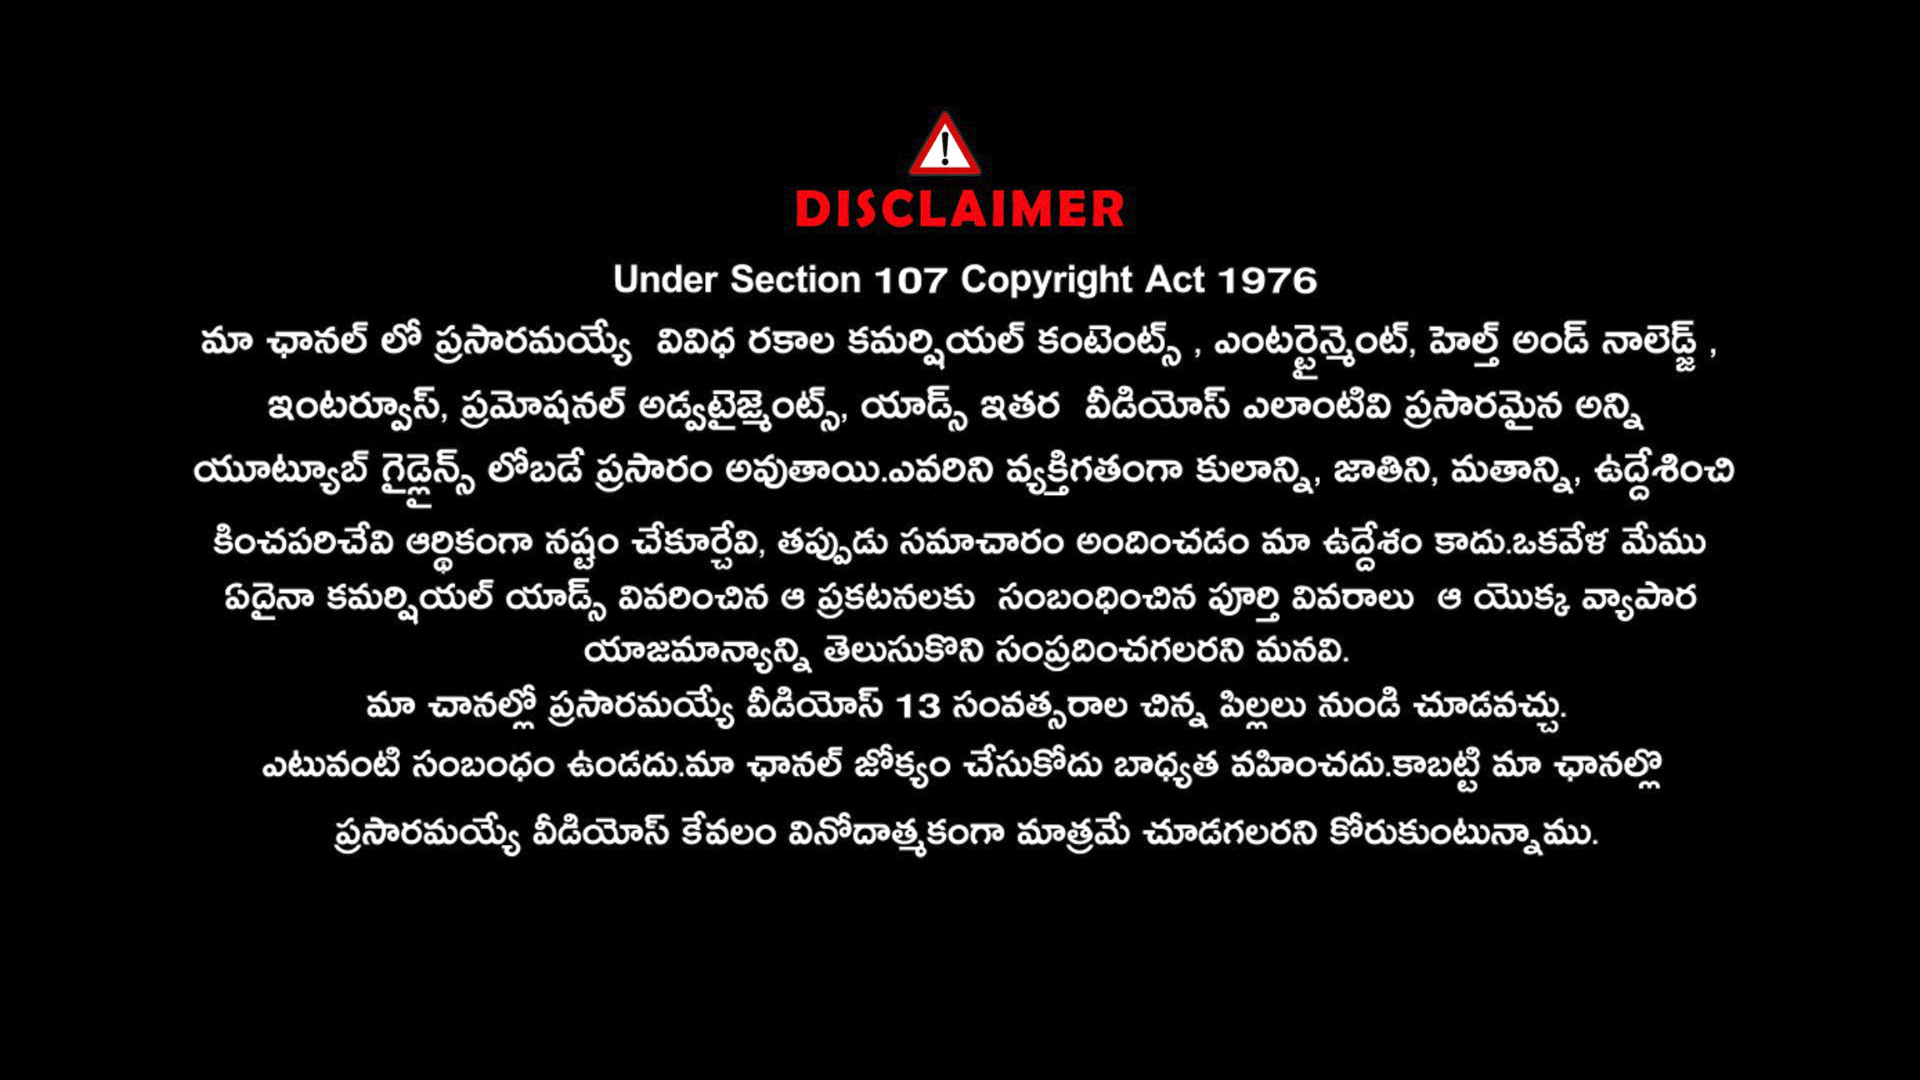 DISCLAIMER
Under Section 107 Copyright Act 1976
మా ఛానల్ లో ప్రసారమయ్యే వివిధ రకాల కమర్షియల్ కంటెంట్స్ , ఎంటర్టైన్మెంట్, హెల్త్ అండ్ నాలెడ్జ్ ,
ఇంటర్వూస్, ప్రమోషనల్ అడ్వటైజ్మెంట్స్, యాడ్స్ ఇతర వీడియోస్ ఎలాంటివి ప్రసారమైన అన్ని
యూట్యూబ్ గైడ్లైన్స్ లోబడే ప్రసారం అవుతాయి.ఎవరిని వ్యక్తిగతంగా కులాన్ని, జాతిని, మతాన్ని, ఉద్దేశించి
కించపరిచేవి ఆర్థికంగా నష్టం చేకూర్చేవి, తప్పుడు సమాచారం అందించడం మా ఉద్దేశం కాదు.ఒకవేళ మేము
ఏదైనా కమర్షియల్ యాడ్స్ వివరించిన ఆ ప్రకటనలకు సంబంధించిన పూర్తి వివరాలు ఆ యొక్క వ్యాపార
యాజమాన్యాన్ని తెలుసుకొని సంప్రదించగలరని మనవి.
మా చానల్లో ప్రసారమయ్యే వీడియోస్ 13 సంవత్సరాల చిన్న పిల్లలు నుండి చూడవచ్చు.
ఎటువంటి సంబంధం ఉండదు.మా ఛానల్ జోక్యం చేసుకోదు బాధ్యత వహించదు.కాబట్టి మా ఛానల్లొ
ప్రసారమయ్యే వీడియోస్ కేవలం వినోదాత్మకంగా మాత్రమే చూడగలరని కోరుకుంటున్నాము.